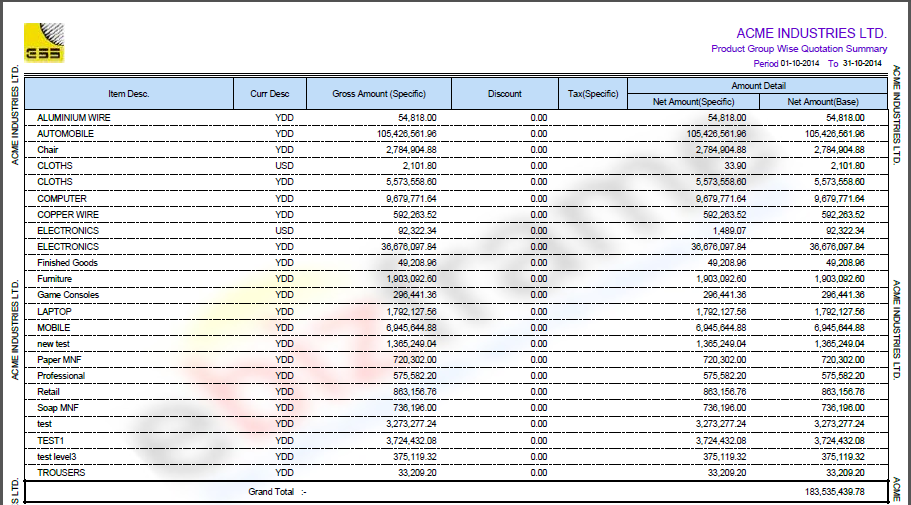 ESS
ACME INDUSTRIES LTD.
Product Group Wise Quotation Summary
Period 01-10-2014 To 31-10-2014
Item Desc. Curr Desc Gross Amount (Specific) Discount Tax(Specific) Amount Detail
Net Amount(Specific) Net Amount(Base)
ALUMINIUM WIRE YDD 54,818.00 0.00 54,818.00 54,818.00
AUTOMOBILE YDD 105,426,561.96 0.00 105,426,561.96 105,426,561.96
Chair YDD 2,784,904.88 0.00 2,784,904.88 2,784,904.88
CLOTHS USD 2,101.80 0.00 33.90 2,101.80
CLOTHS YDD 5,573,558.60 0.00 5,573,558.60 5,573,558.60
COMPUTER YDD 9,679,771.64 0.00 9,679,771.64 9,679,771.64
COPPER WIRE YDD 592,263.52 0.00 592,263.52 592,263.52
ELECTRONICS USD 92,322.34 0.00 1,489.07 92,322.34
ELECTRONICS YDD 36,676,097.84 0.00 36,676,097.84 36,676,097.84
Finished Goods YDD 49,208.96 0.00 49,208.96 49,208.96
Furniture YDD 1,903,092.60 0.00 1,903,092.60 1,903,092.60
Game Consoles YDD 296,441.36 0.00 296,441.36 296,441.36
LAPTOP YDD 1,792,127.56 0.00 1,792,127.56 1,792,127.56
MOBILE YDD 6,945,644.88 0.00 6,945,644.88 6,945,644.88
new test YDD 1,365,249.04 0.00 1,365,249.04 1,365,249.04
Paper MNF YDD 720,302.00 0.00 720,302.00 720,302.00
Professional YDD 575,582.20 0.00 575,582.20 575,582.20
Retail YDD 863,156.76 0.00 863,156.76 863,156.76
Soap MNF YDD 736,196.00 0.00 736,196.00 736,196.00
test YDD 3,273,277.24 0.00 3,273,277.24 3,273,277.24
TEST1 YDD 3,724,432.08 0.00 3,724,432.08 3,724,432.08
test level3 YDD 375,119.32 0.00 375,119.32 375,119.32
TROUSERS YDD 33,209.20 0.00 33,209.20 33,209.20
Grand Total :- 183,535,439.78
ACME INDUSTRIES LTD.
ACME INDUSTRIES LTD.
S LTD.
ACME INDUSTRIES LTD.
ACME INDUSTRIES LTD.
ACME